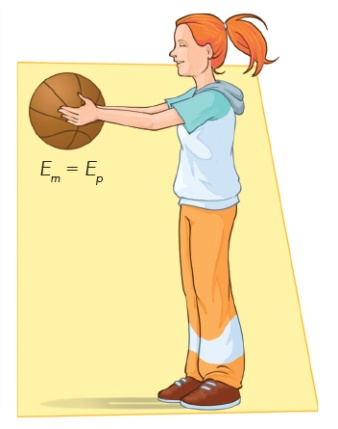 Eₘ = Eₚ